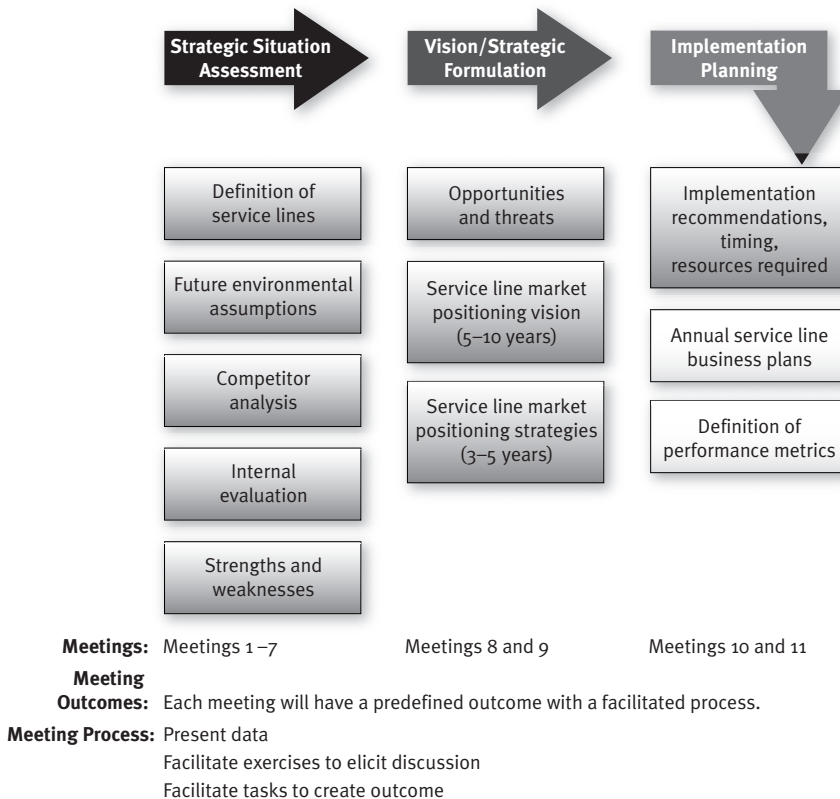 Strategic Situation
Assessment
Vision/Strategic
Formulation
Implementation
Planning
Definition of
service lines
Future environmental
assumptions
Competitor
analysis
Internal
evaluation
Strengths and
weaknesses
Opportunities
and threats
Service line market
positioning vision
(5–10 years)
Service line market
positioning strategies
(3–5 years)
Implementation
recommendations,
timing,
resources required
Annual service line
business plans
Definition of
performance metrics
Meetings: Meetings 1–7 Meetings 8 and 9 Meetings 10 and 11
Meeting
Outcomes: Each meeting will have a predefined outcome with a facilitated process.
Meeting Process: Present data
Facilitate exercises to elicit discussion
Facilitate tasks to create outcome